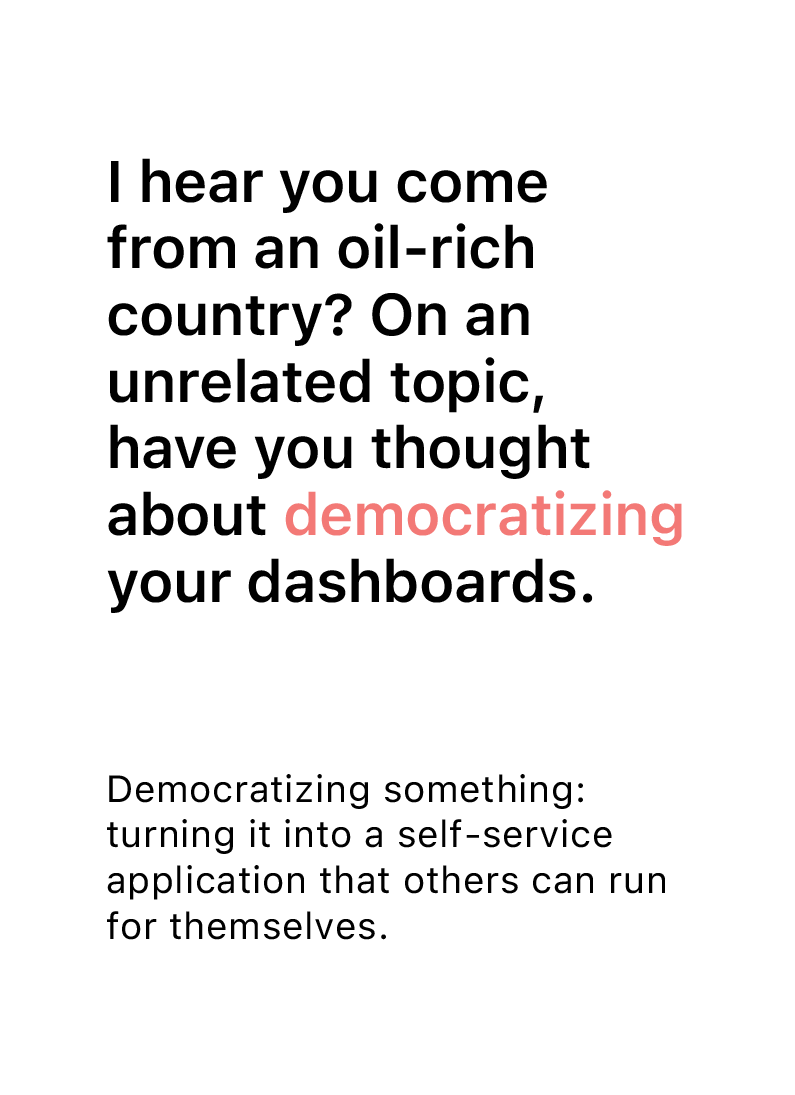 I hear you come
from an oil-rich
country? On an
unrelated topic,
have you thought
about democratizing
your dashboards.
Democratizing something:
turning it into a self-service
application that others can run
for themselves.